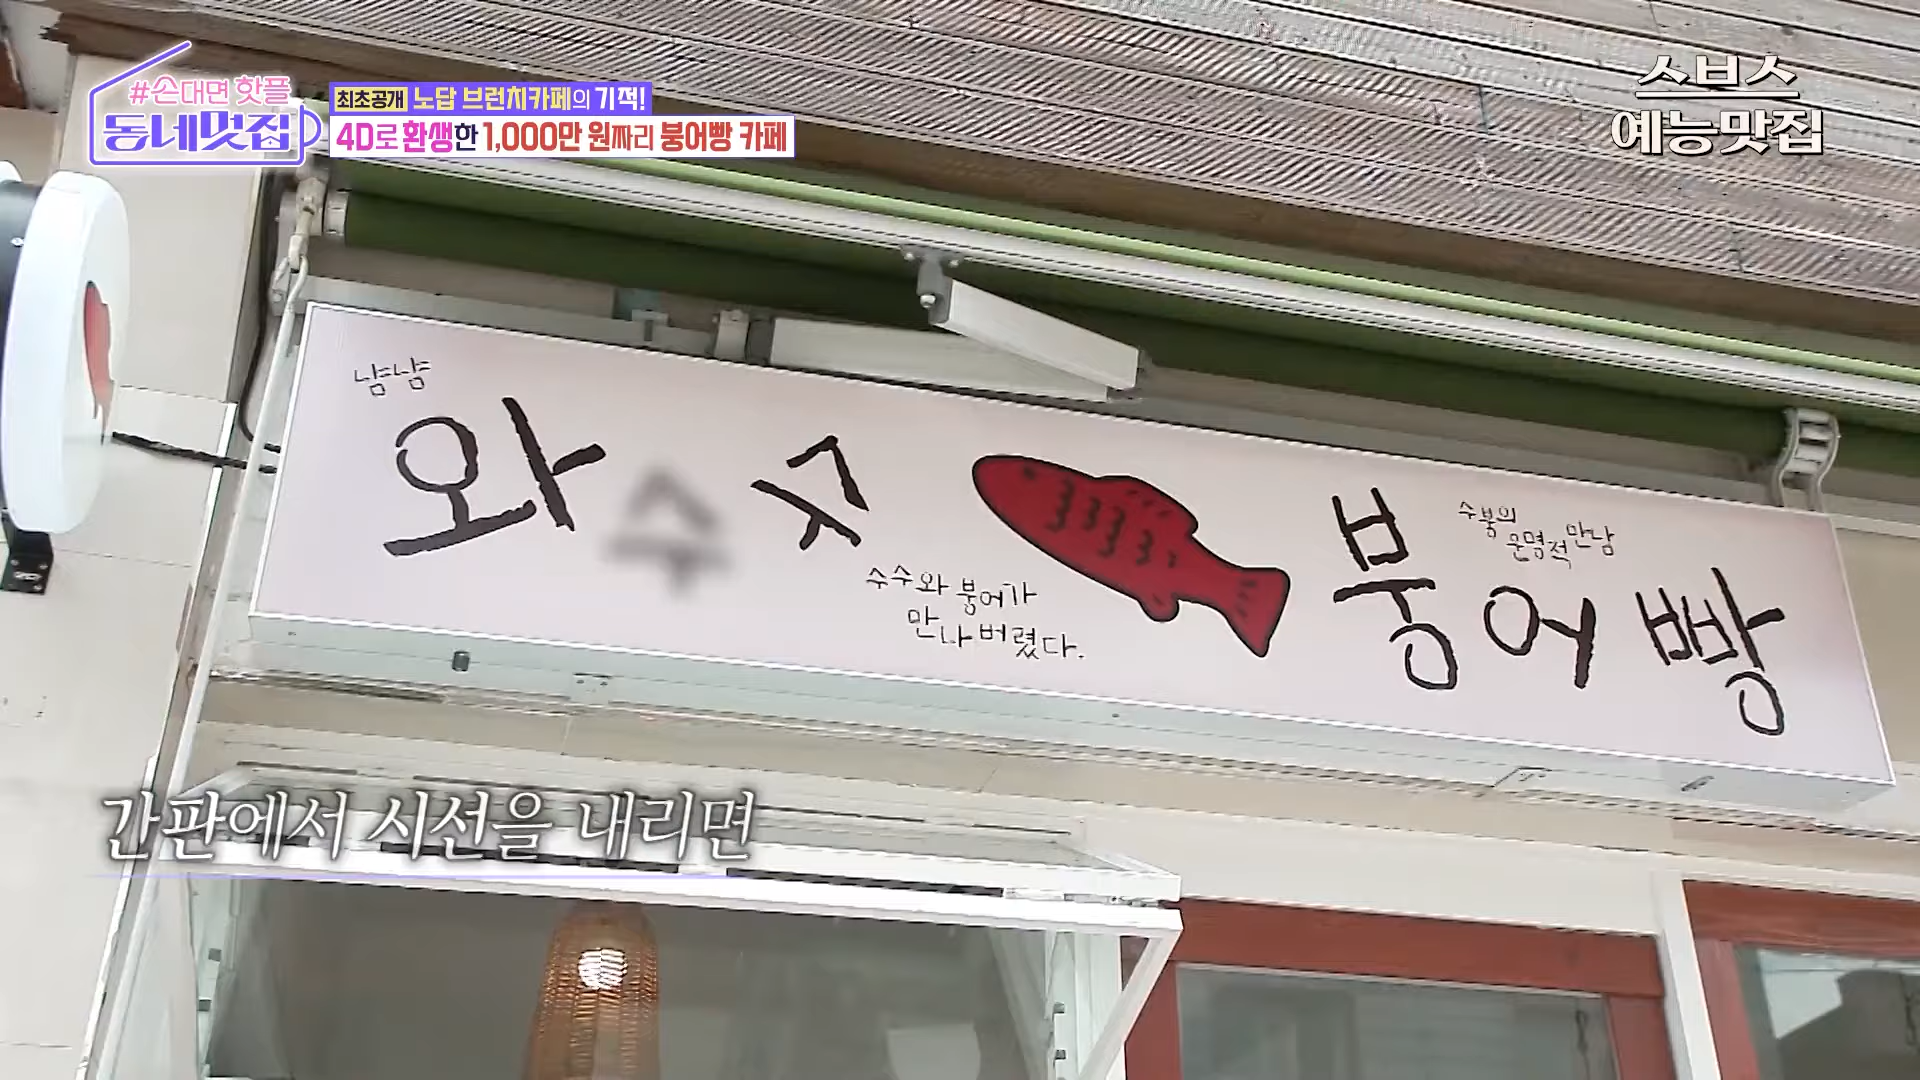 #손대면 핫플
동네멋집
최초공개 노답 브런치카페의 기적!
4D로 환생한 1,000만 원짜리 붕어빵 카페
스브스
예능맛집
냠냠
와
붕어빵
수수와 붕어가
만나버렸다.
수붕의
운명적 만남
간판에서 시선을 내리면